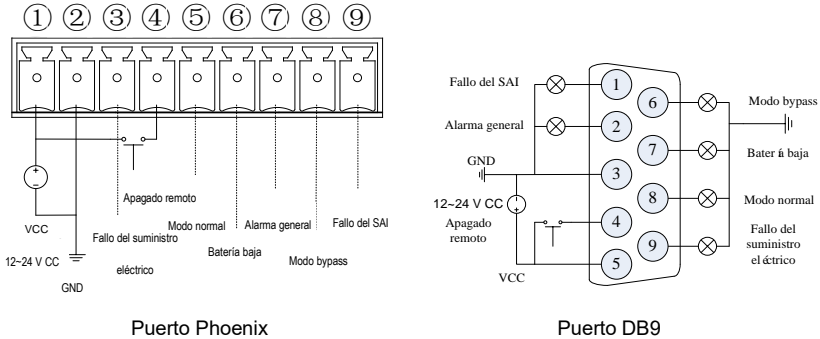 ① ② ③ ④ ⑤ ⑥ ⑦ ⑧ ⑨
Apagado remoto
VCC
Fallo del suministro
eléctrico
Modo normal
Batería baja
Alarma general
Modo bypass
Fallo del SAI
12~24 V CC
GND
Puerto Phoenix
Fallo del SAI
Alarma general
GND
12~24 V CC
Apagado
remoto
VCC
1
2
3
4
5
6
7
8
9
Modo bypass
Bater ía baja
Modo normal
Fallo del
suministro
el éctrico
Puerto DB9